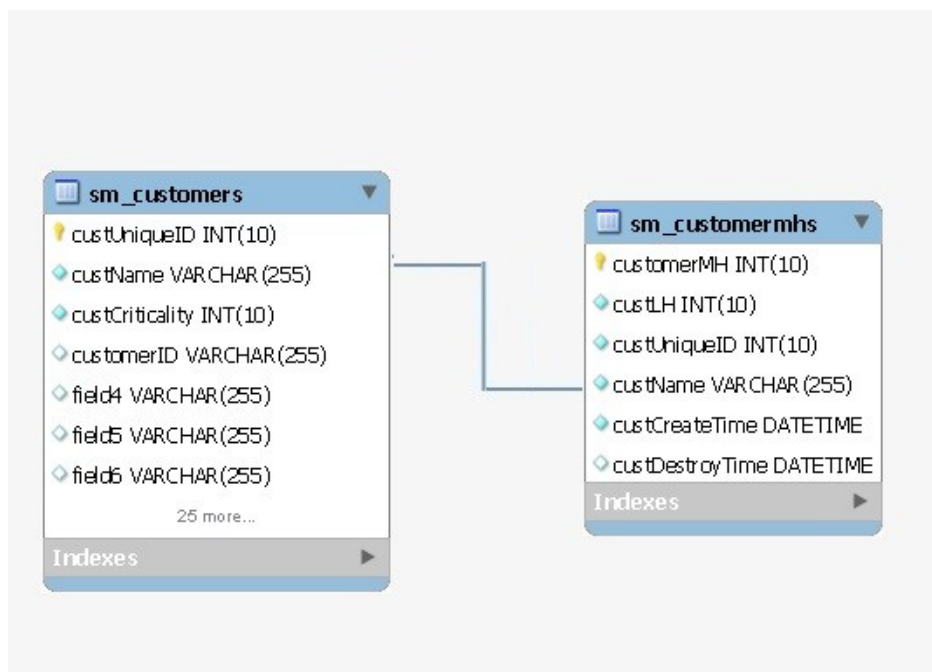 sm_customers
custUniqueID INT(10)
custName VARCHAR(255)
custCriticality INT(10)
customerID VARCHAR(255)
field4 VARCHAR(255)
field5 VARCHAR(255)
field6 VARCHAR(255)
25 more...
Indexes
sm_customermhs
customerMH INT(10)
custLH INT(10)
custUniqueID INT(10)
custName VARCHAR(255)
custCreateTime DATETIME
custDestroyTime DATETIME
Indexes